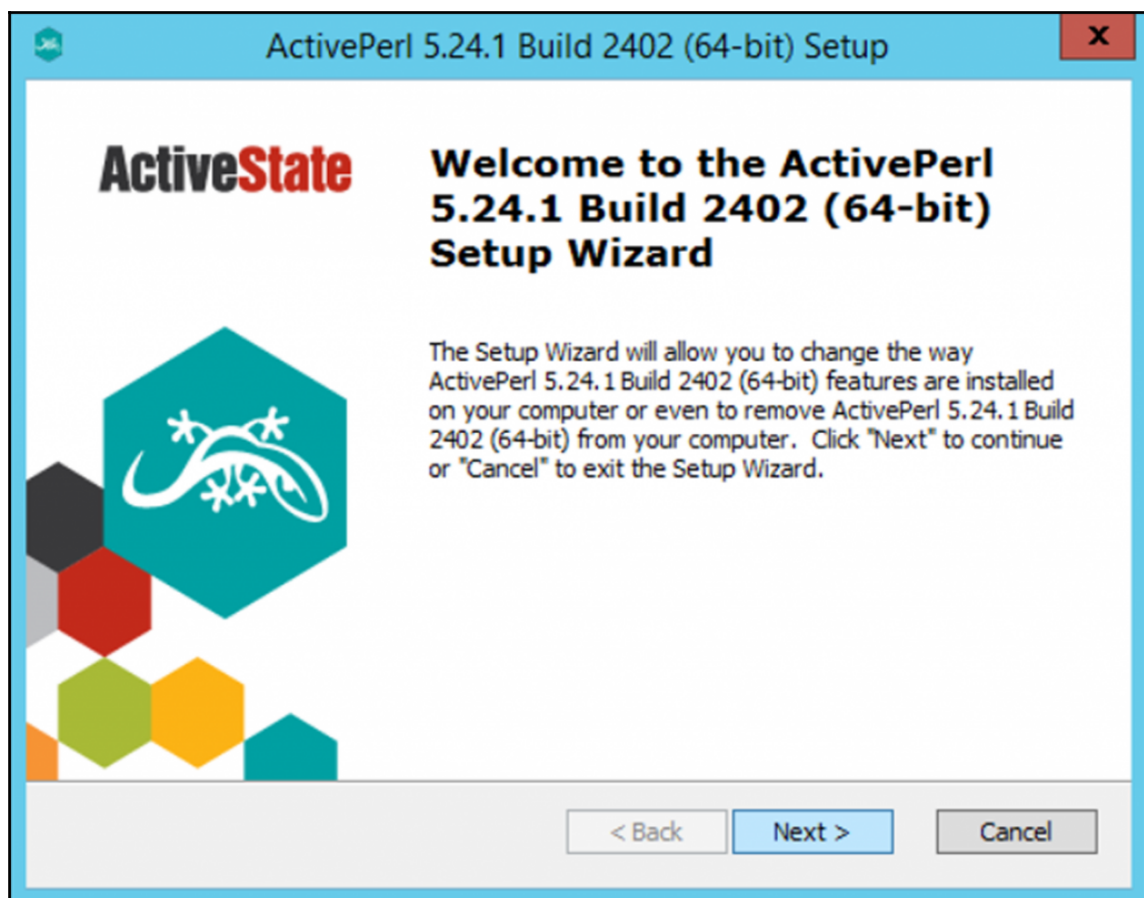 ActivePerl 5.24.1 Build 2402 (64-bit) Setup
x
ActiveState
Welcome to the ActivePerl
5.24.1 Build 2402 (64-bit)
Setup Wizard
The Setup Wizard will allow you to change the way
ActivePerl 5.24.1 Build 2402 (64-bit) features are installed
on your computer or even to remove ActivePerl 5.24.1 Build
2402 (64-bit) from your computer.  Click "Next" to continue
or "Cancel" to exit the Setup Wizard.
< Back Next > Cancel